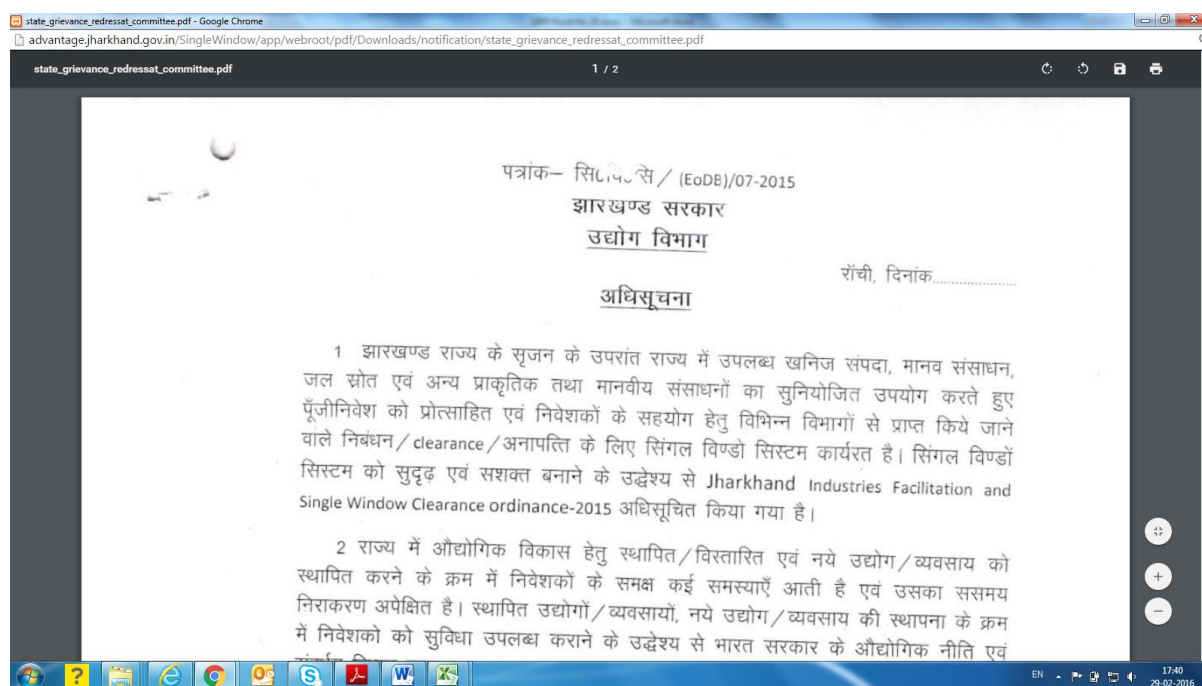 state_grievance_redressat_committee.pdf - Google Chrome
advantage.jharkhand.gov.in/SingleWindow/app/webroot/pdf/Downloads/notification/state_grievance_redressat_committee.pdf
state_grievance_redressat_committee.pdf 1 / 2
पत्रांक– / (EoDB)/07-2015
झारखण्ड सरकार
उद्योग विभाग
राँची, दिनांक....................
अधिसूचना
1 झारखण्ड राज्य के सृजन के उपरांत राज्य में उपलब्ध खनिज संपदा, मानव संसाधन,
जल स्रोत एवं अन्य प्राकृतिक तथा मानवीय संसाधनों का सुनियोजित उपयोग करते हुए
पूँजीनिवेश को प्रोत्साहित एवं निवेशकों के सहयोग हेतु विभिन्न विभागों से प्राप्त किये जाने
वाले निबंधन/clearance/अनापत्ति के लिए सिंगल विण्डो सिस्टम कार्यरत है। सिंगल विण्डों
सिस्टम को सुदृढ़ एवं सशक्त बनाने के उद्धेश्य से Jharkhand Industries Facilitation and
Single Window Clearance ordinance-2015 अधिसूचित किया गया है।
2 राज्य में औद्योगिक विकास हेतु स्थापित/विस्तारित एवं नये उद्योग/व्यवसाय को
स्थापित करने के क्रम में निवेशकों के समक्ष कई समस्याएँ आती है एवं उसका ससमय
निराकरण अपेक्षित है। स्थापित उद्योगों/व्यवसायों, नये उद्योग/व्यवसाय की स्थापना के क्रम
में निवेशको को सुविधा उपलब्ध कराने के उद्धेश्य से भारत सरकार के औद्योगिक नीति एवं
EN 17:40
29-02-2016